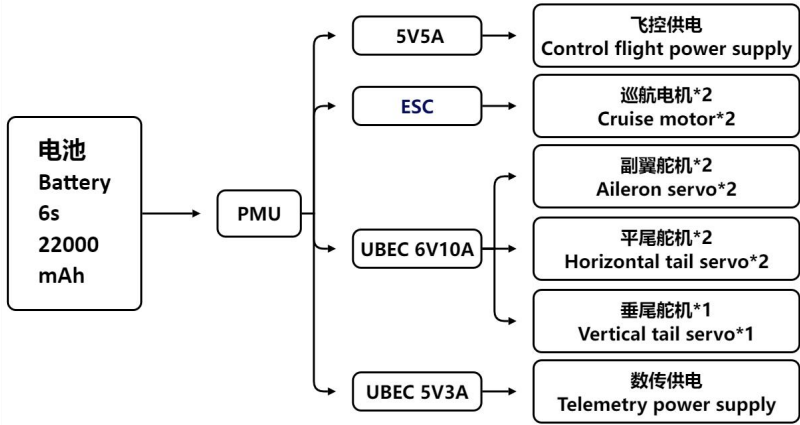 电池
Battery
6s
22000
mAh
PMU
5V5A
飞控供电
Control flight power supply
ESC
巡航电机*2
Cruise motor*2
UBEC 6V10A
副翼舵机*2
Aileron servo*2
平尾舵机*2
Horizontal tail servo*2
垂尾舵机*1
Vertical tail servo*1
UBEC 5V3A
数传供电
Telemetry power supply